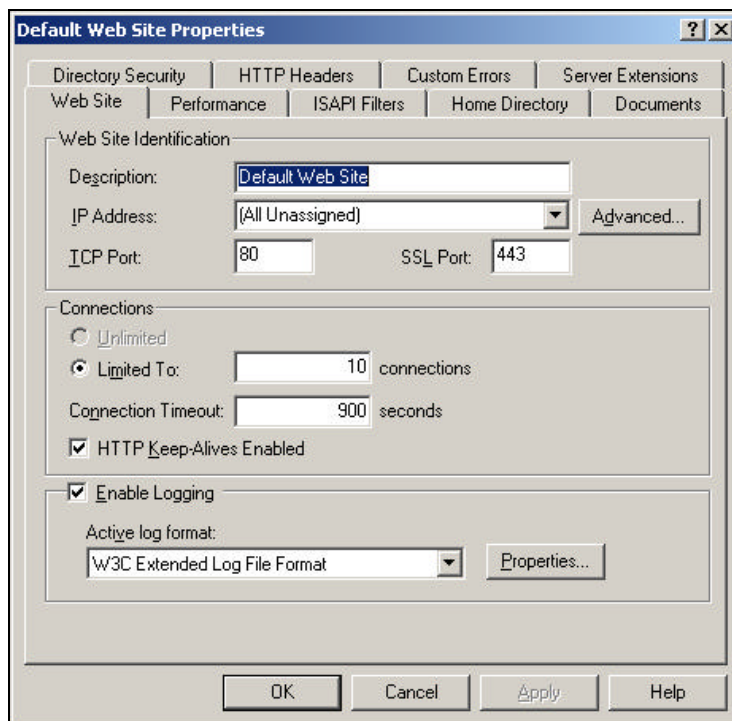 Default Web Site Properties
Directory Security HTTP Headers Custom Errors Server Extensions
Web Site Performance ISAPI Filters Home Directory Documents
Web Site Identification
Description: Default Web Site
IP Address: (All Unassigned) Advanced...
TCP Port: 80 SSL Port: 443
Connections
Unlimited
Limited To: 10 connections
Connection Timeout: 900 seconds
HTTP Keep-Alives Enabled
Enable Logging
Active log format:
W3C Extended Log File Format Properties...
OK Cancel Apply Help